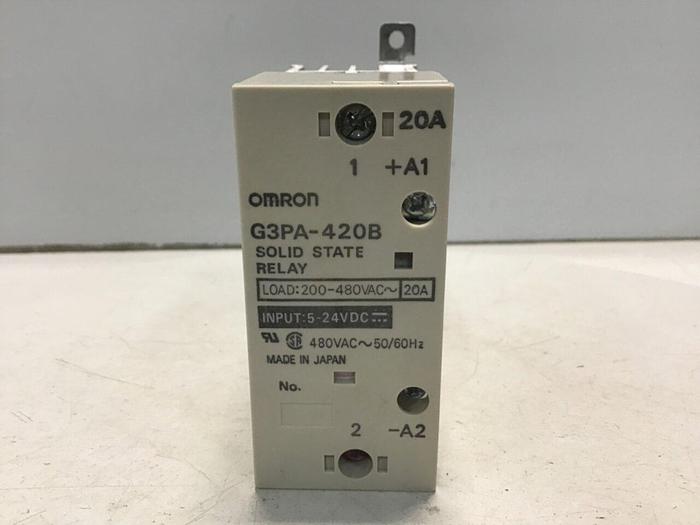 20A
1 +A1
OMRON
G3PA-420B
SOLID STATE
RELAY
LOAD:200-480VAC~ 20A
INPUT:5-24VDC⎓
480VAC~50/60Hz
MADE IN JAPAN
No.
2 -A2